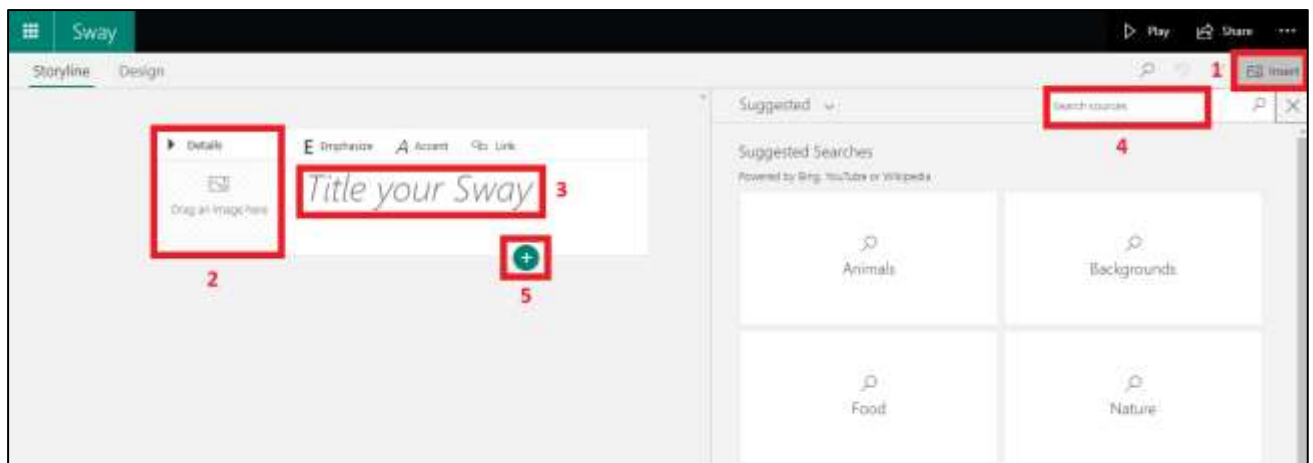 Sway
Play Share ...
Storyline Design
1 Insert
Suggested
Search sources
4
Details
Drag an image here
2
E Emphasize A Accent Link
Title your Sway
3
+
5
Suggested Searches
Powered by Bing, YouTube or Wikipedia
Animals
Backgrounds
Food
Nature